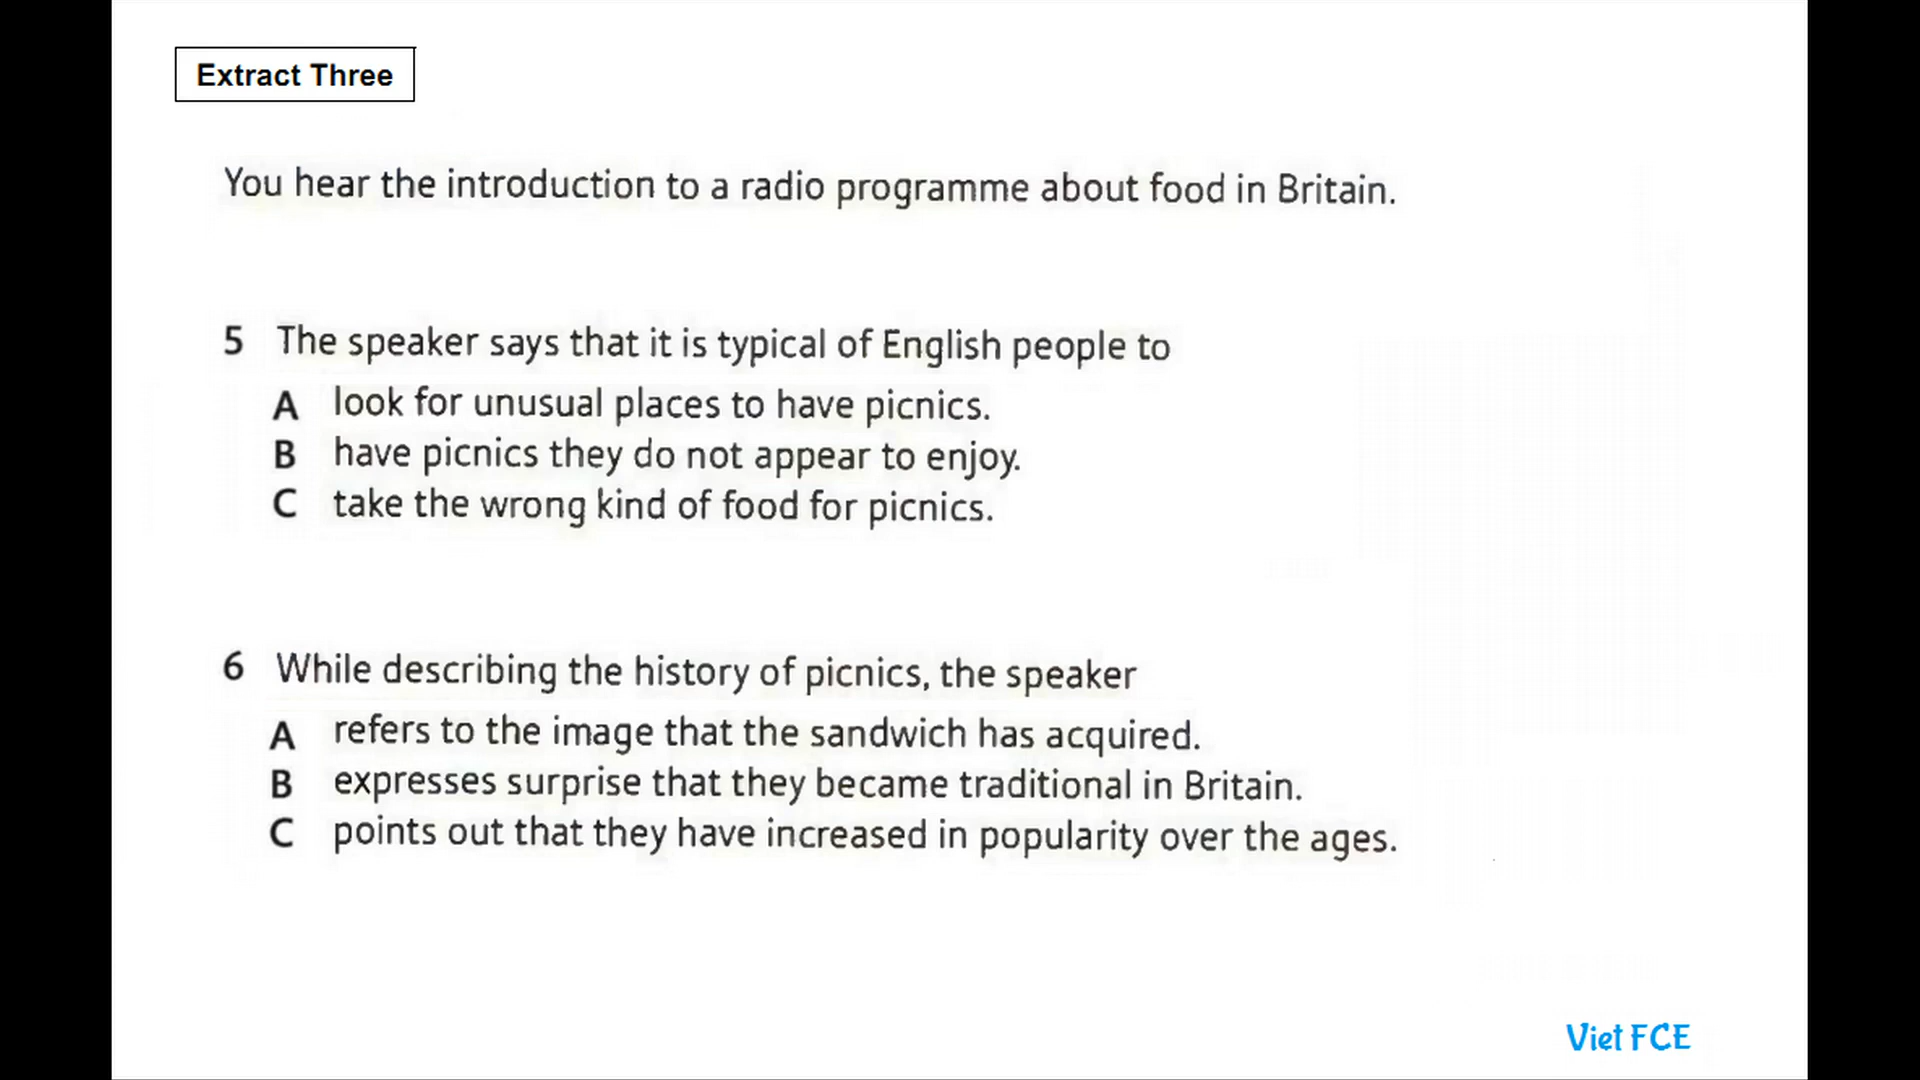 Extract Three
You hear the introduction to a radio programme about food in Britain.
5 The speaker says that it is typical of English people to
A look for unusual places to have picnics.
B have picnics they do not appear to enjoy.
C take the wrong kind of food for picnics.
6 While describing the history of picnics, the speaker
A refers to the image that the sandwich has acquired.
B expresses surprise that they became traditional in Britain.
C points out that they have increased in popularity over the ages.
Viet FCE